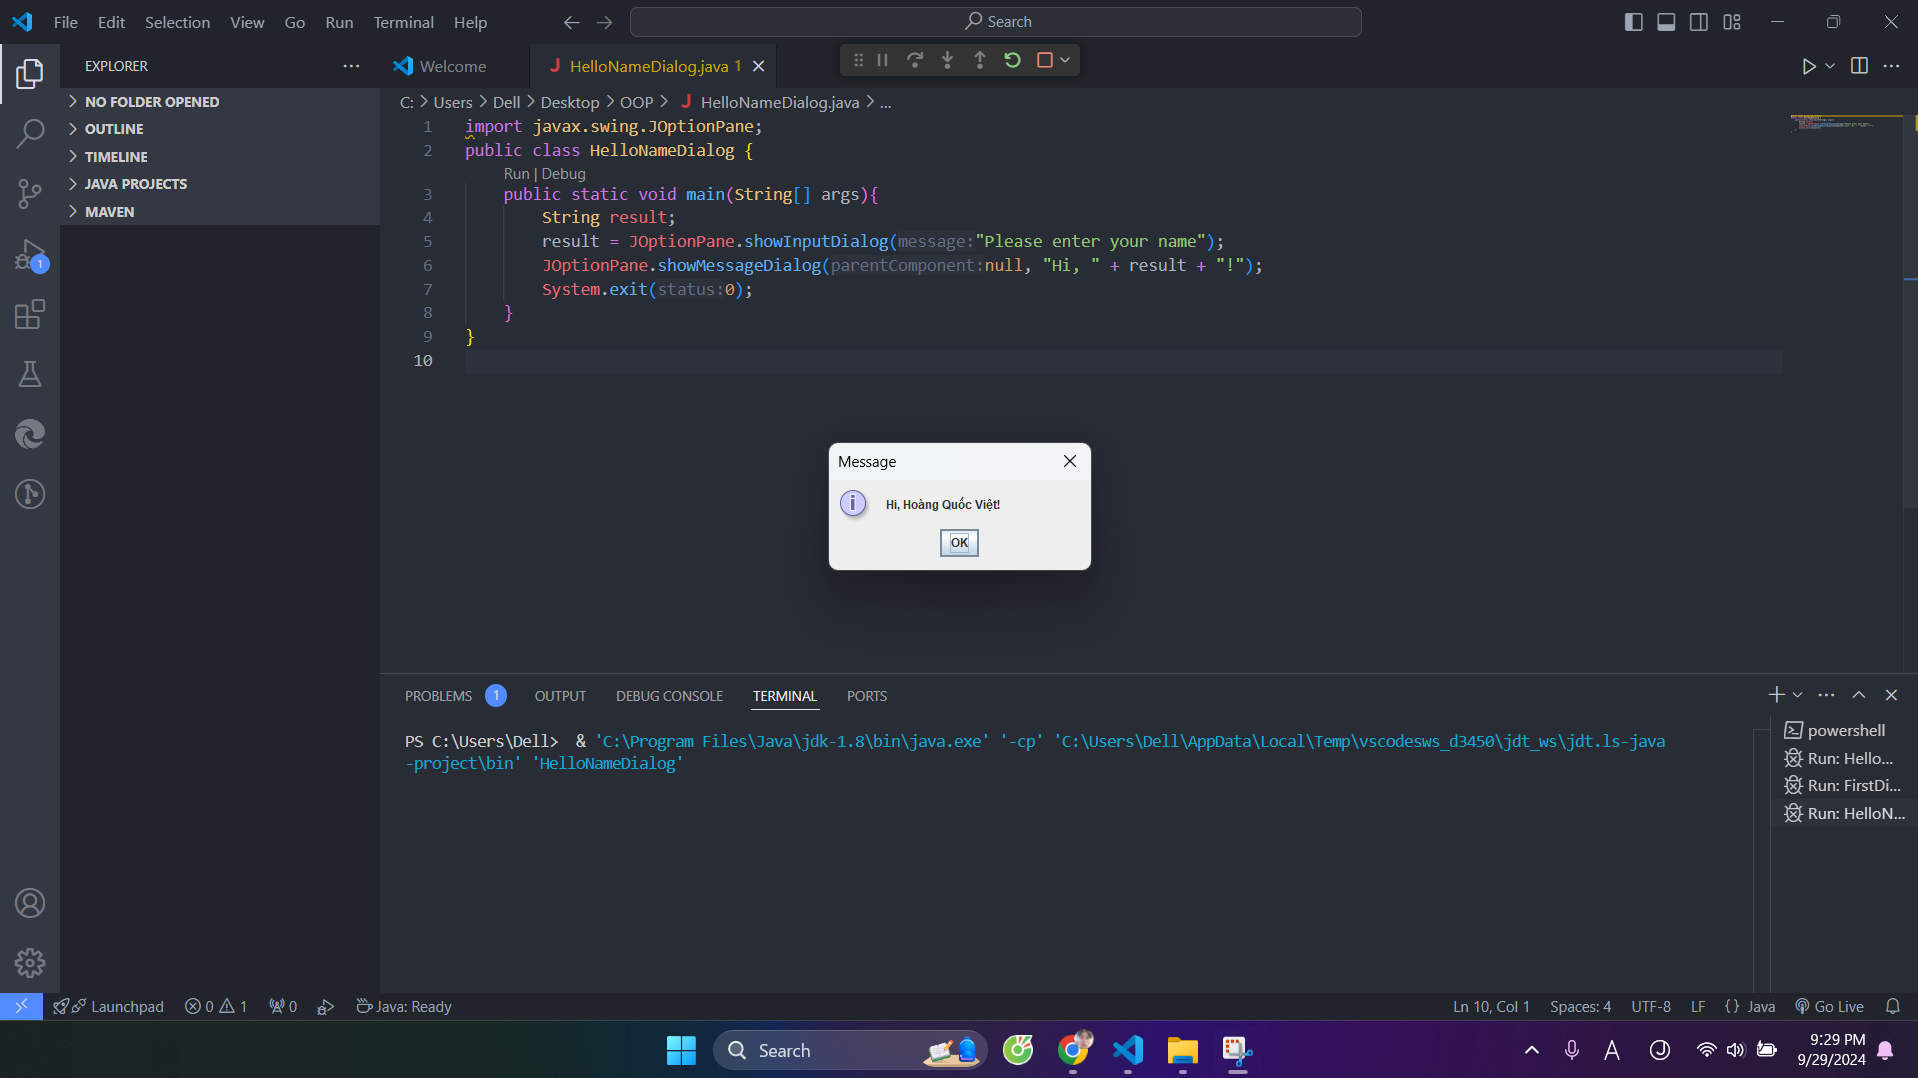 File Edit Selection View Go Run Terminal Help
Search
EXPLORER
Welcome
J HelloNameDialog.java 1
NO FOLDER OPENED
OUTLINE
TIMELINE
JAVA PROJECTS
MAVEN
1
C: > Users > Dell > Desktop > OOP > J HelloNameDialog.java > ...
1 import javax.swing.JOptionPane;
2 public class HelloNameDialog {
Run | Debug
3 public static void main(String[] args){
4 String result;
5 result = JOptionPane.showInputDialog(message:"Please enter your name");
6 JOptionPane.showMessageDialog(parentComponent:null, "Hi, " + result + "!");
7 System.exit(status:0);
8 }
9 }
10
Message
Hi, Hoàng Quốc Việt!
OK
PROBLEMS 1 OUTPUT DEBUG CONSOLE TERMINAL PORTS
PS C:\Users\Dell> & 'C:\Program Files\Java\jdk-1.8\bin\java.exe' '-cp' 'C:\Users\Dell\AppData\Local\Temp\vscodesws_d3450\jdt_ws\jdt.ls-java
-project\bin' 'HelloNameDialog'
powershell
Run: Hello...
Run: FirstDi...
Run: HelloN...
Launchpad 0 1 0 Java: Ready
Ln 10, Col 1 Spaces: 4 UTF-8 LF {} Java Go Live
Search
A
9:29 PM
9/29/2024